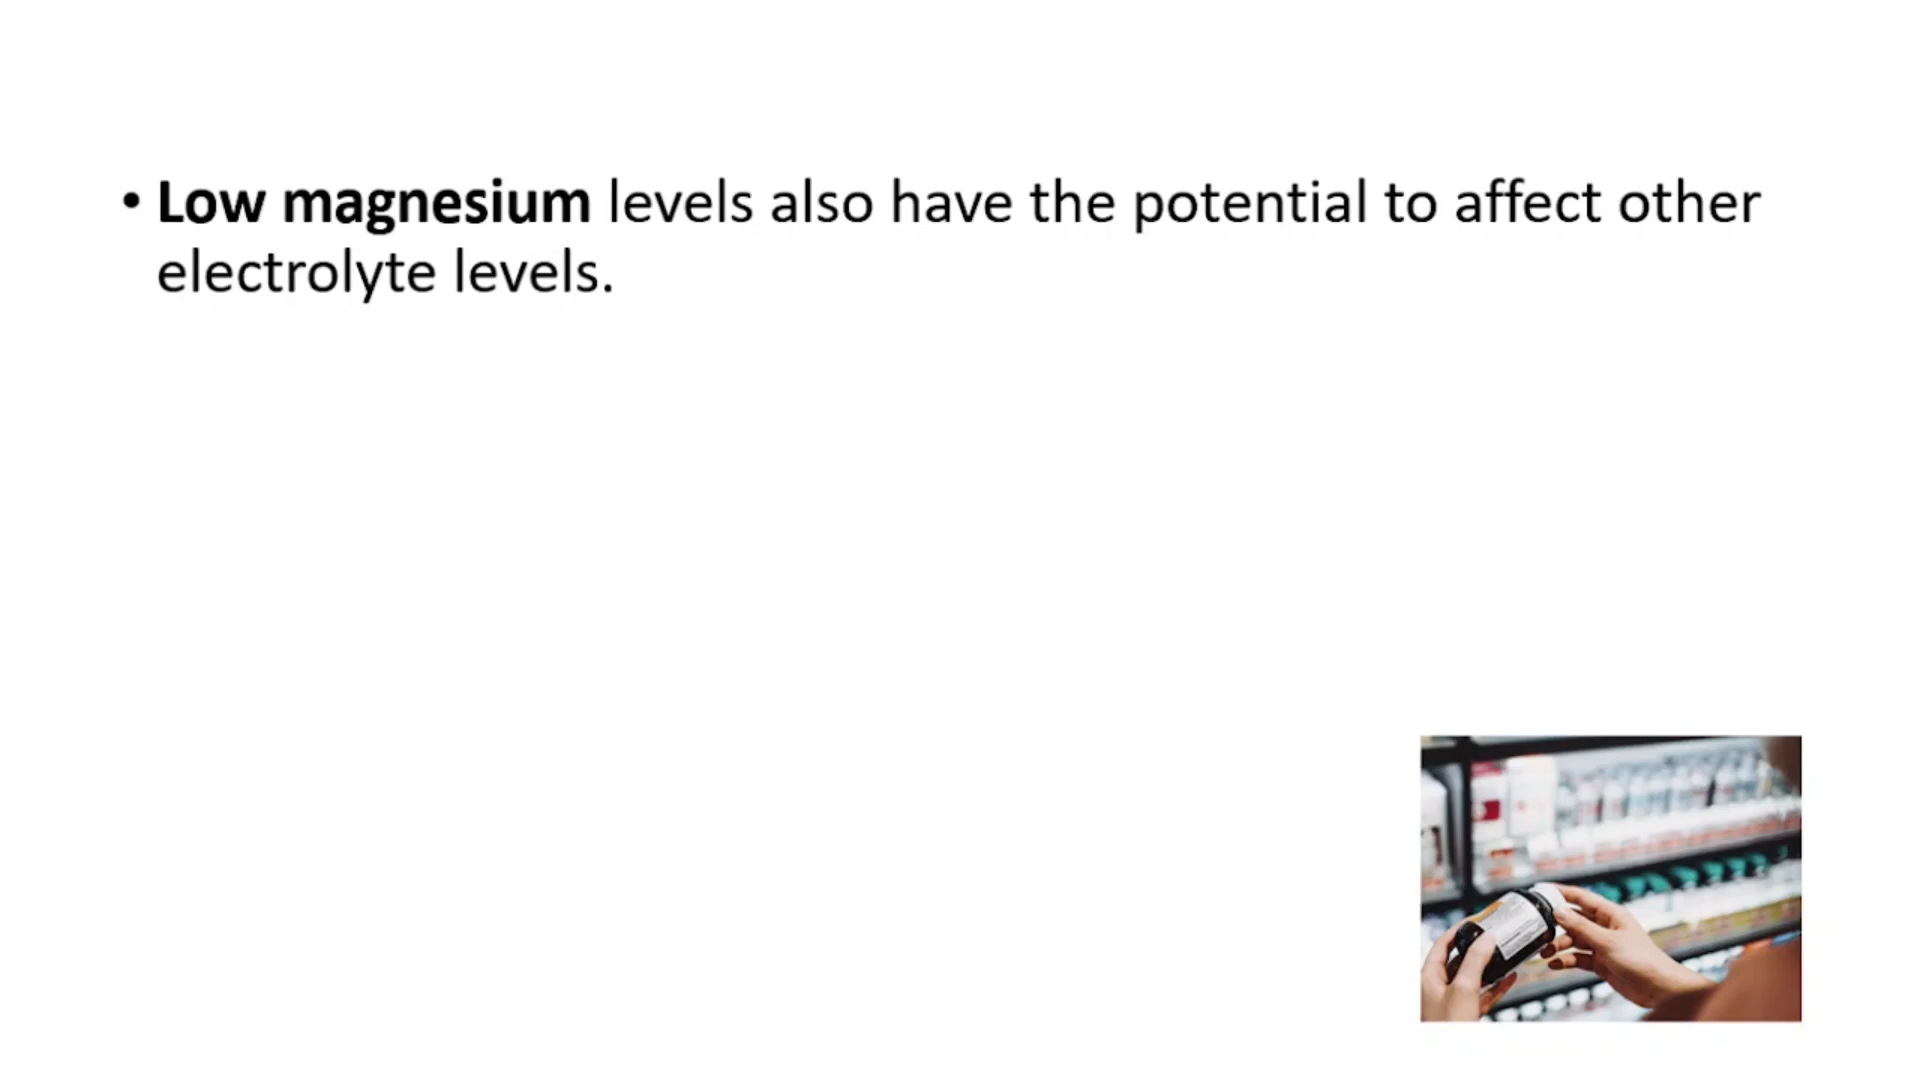 • Low magnesium levels also have the potential to affect other
electrolyte levels.